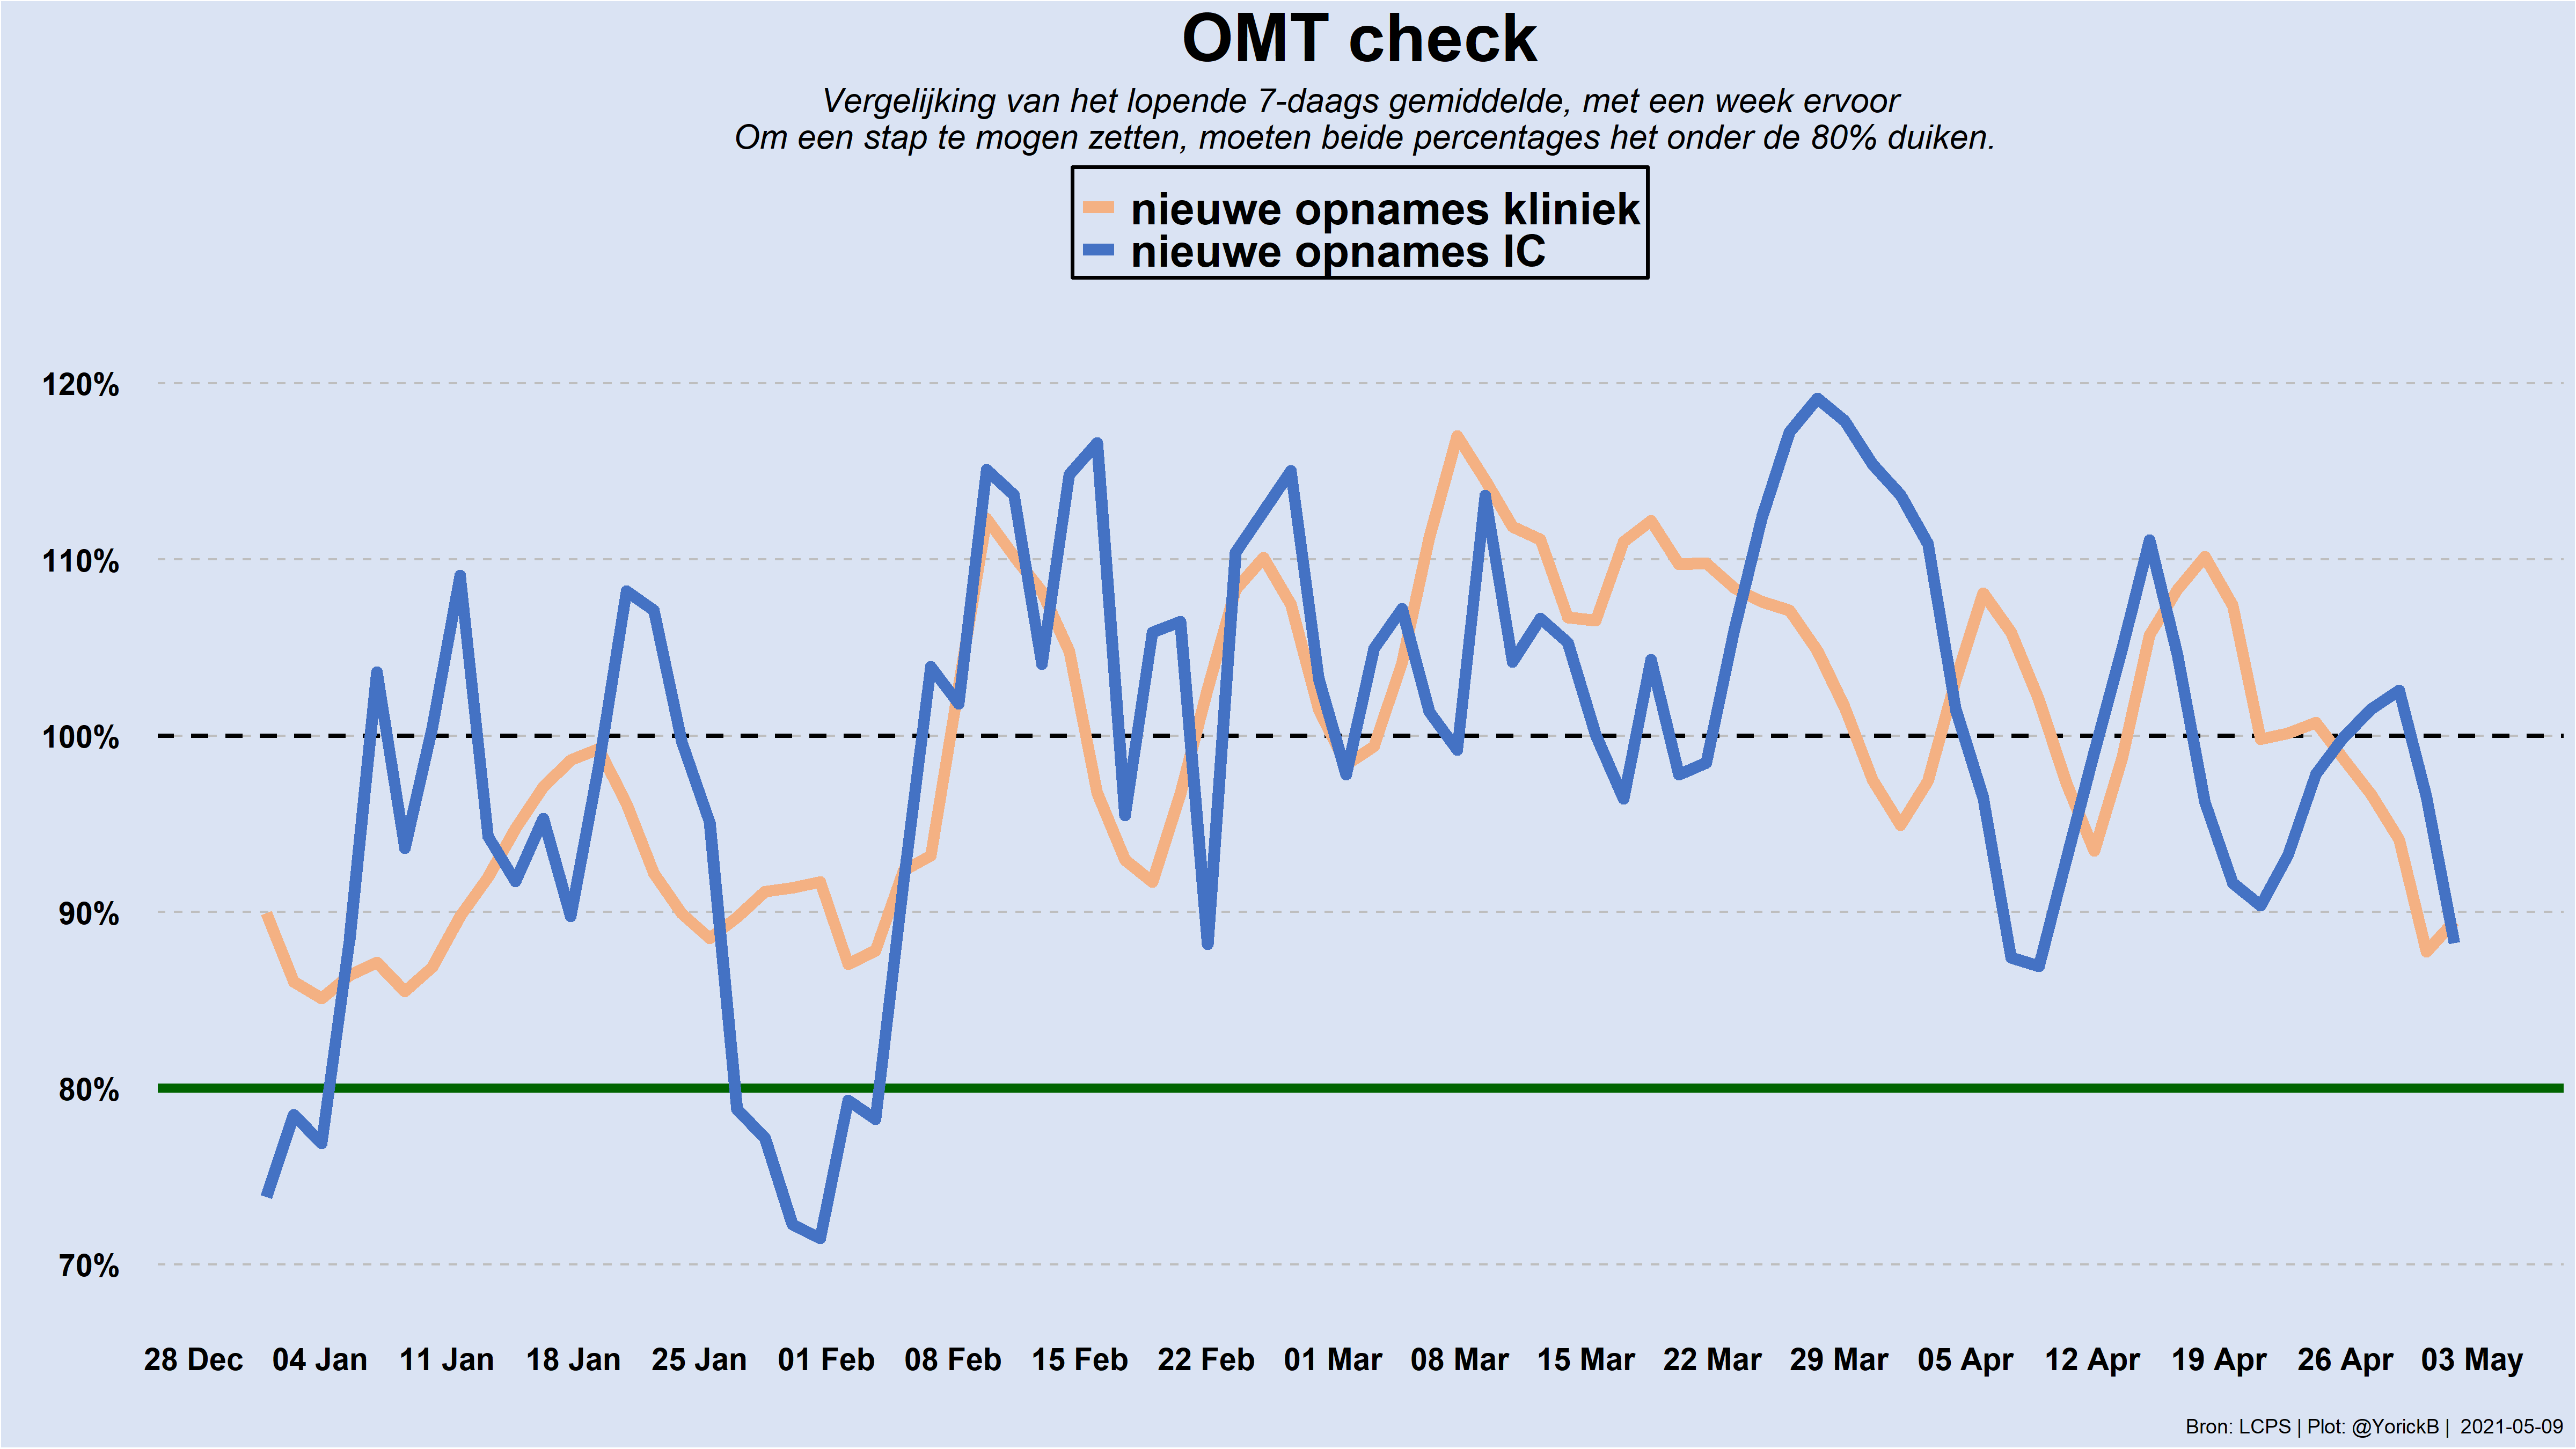 OMT check
Vergelijking van het lopende 7-daags gemiddelde, met een week ervoor
Om een stap te mogen zetten, moeten beide percentages het onder de 80% duiken.
nieuwe opnames kliniek
nieuwe opnames IC
120%
110%
100%
90%
80%
70%
28 Dec 04 Jan 11 Jan 18 Jan 25 Jan 01 Feb 08 Feb 15 Feb 22 Feb 01 Mar 08 Mar 15 Mar 22 Mar 29 Mar 05 Apr 12 Apr 19 Apr 26 Apr 03 May
Bron: LCPS | Plot: @YorickB | 2021-05-09